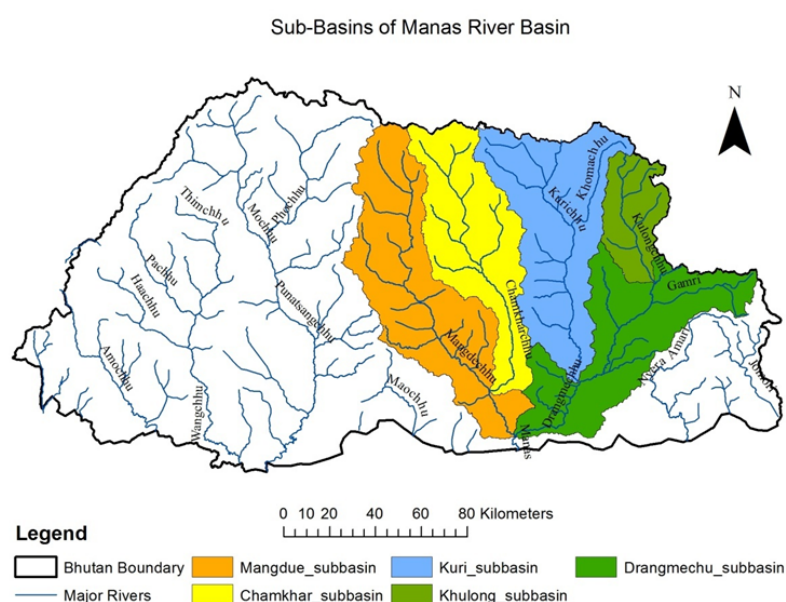 Sub-Basins of Manas River Basin
N
Thimchhu
Mochhu
Phochhu
Pachhu
Haachhu
Amochhu
Wangchhu
Punatsangchhu
Maochhu
Mangdechhu
Chamkharchhu
Kurichhu
Khomachhu
Kulongchhu
Gamri
Drangmechhu
Manas
Nyera Amari
0 10 20 40 60 80 Kilometers
Legend
Bhutan Boundary
Mangdue_subbasin
Kuri_subbasin
Drangmechu_subbasin
Major Rivers
Chamkhar_subbasin
Khulong_subbasin